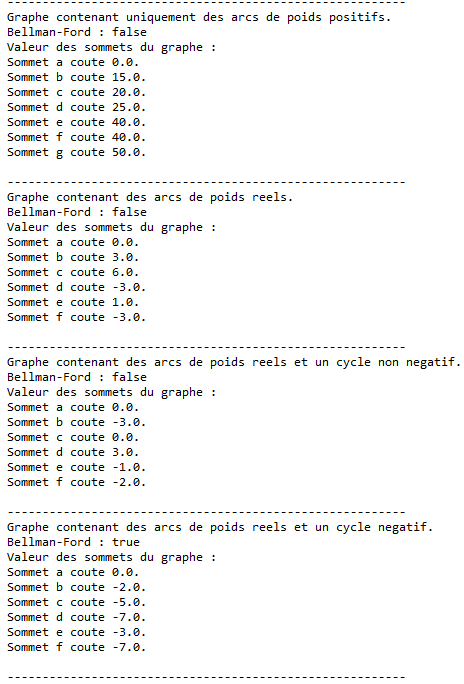 ---------------------------------------------------------
Graphe contenant uniquement des arcs de poids positifs.
Bellman-Ford : false
Valeur des sommets du graphe :
Sommet a coute 0.0.
Sommet b coute 15.0.
Sommet c coute 20.0.
Sommet d coute 25.0.
Sommet e coute 40.0.
Sommet f coute 40.0.
Sommet g coute 50.0.
---------------------------------------------------------
Graphe contenant des arcs de poids reels.
Bellman-Ford : false
Valeur des sommets du graphe :
Sommet a coute 0.0.
Sommet b coute 3.0.
Sommet c coute 6.0.
Sommet d coute -3.0.
Sommet e coute 1.0.
Sommet f coute -3.0.
---------------------------------------------------------
Graphe contenant des arcs de poids reels et un cycle non negatif.
Bellman-Ford : false
Valeur des sommets du graphe :
Sommet a coute 0.0.
Sommet b coute -3.0.
Sommet c coute 0.0.
Sommet d coute 3.0.
Sommet e coute -1.0.
Sommet f coute -2.0.
---------------------------------------------------------
Graphe contenant des arcs de poids reels et un cycle negatif.
Bellman-Ford : true
Valeur des sommets du graphe :
Sommet a coute 0.0.
Sommet b coute -2.0.
Sommet c coute -5.0.
Sommet d coute -7.0.
Sommet e coute -3.0.
Sommet f coute -7.0.
---------------------------------------------------------